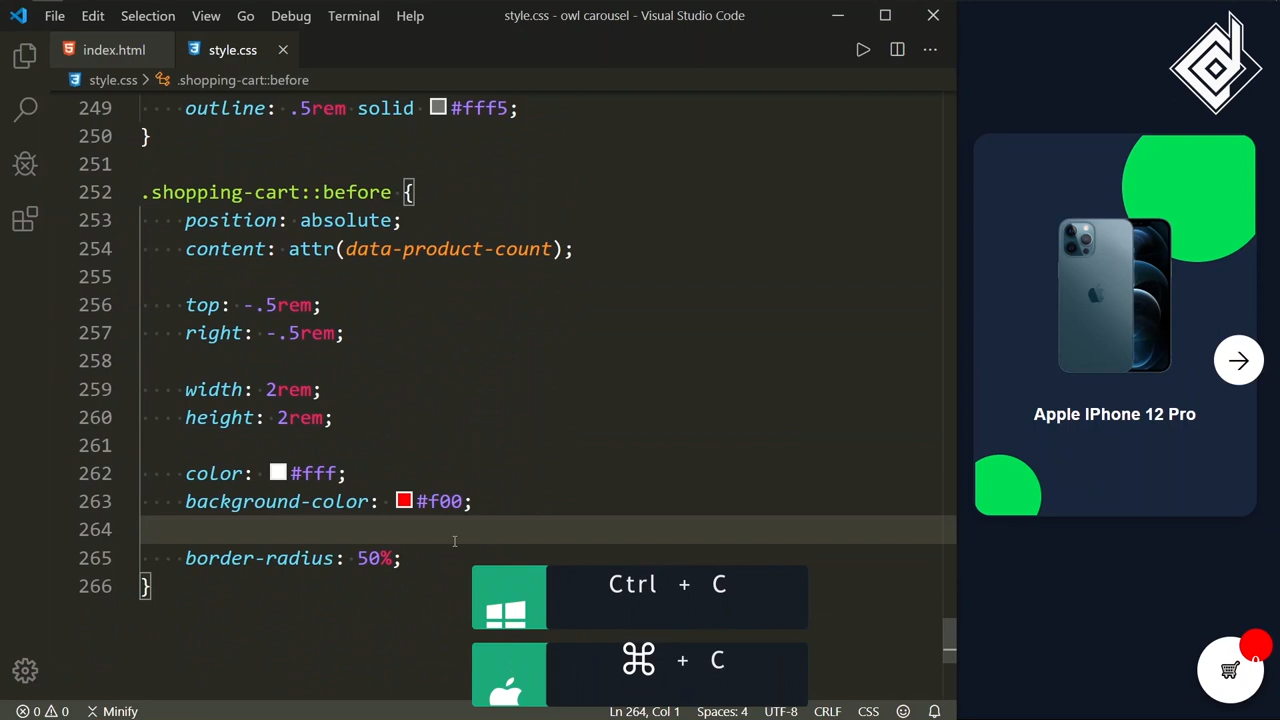 File Edit Selection View Go Debug Terminal Help style.css - owl carousel - Visual Studio Code
index.html style.css
style.css .shopping-cart::before
249 outline: .5rem solid #fff5;
250 }
251
252 .shopping-cart::before {
253 position: absolute;
254 content: attr(data-product-count);
255
256 top: -.5rem;
257 right: -.5rem;
258
259 width: 2rem;
260 height: 2rem;
261
262 color: #fff;
263 background-color: #f00;
264
265 border-radius: 50%;
266 }
Ctrl + C
⌘ + C
Apple IPhone 12 Pro
0
0 0 Minify Ln 264, Col 1 Spaces: 4 UTF-8 CRLF CSS